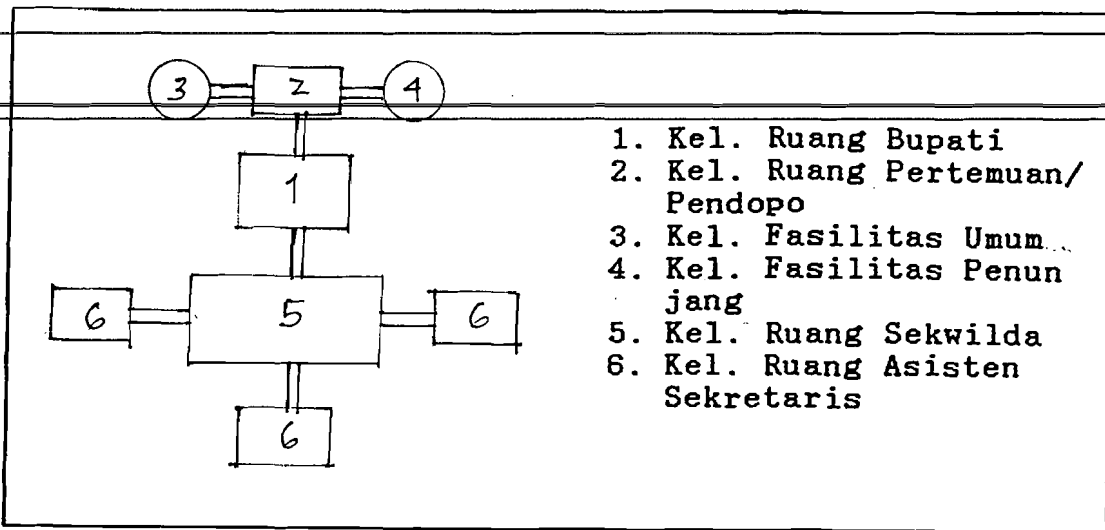 3 2 4
1
6 5 6
6
1. Kel. Ruang Bupati
2. Kel. Ruang Pertemuan/
Pendopo
3. Kel. Fasilitas Umum
4. Kel. Fasilitas Penun
jang
5. Kel. Ruang Sekwilda
6. Kel. Ruang Asisten
Sekretaris